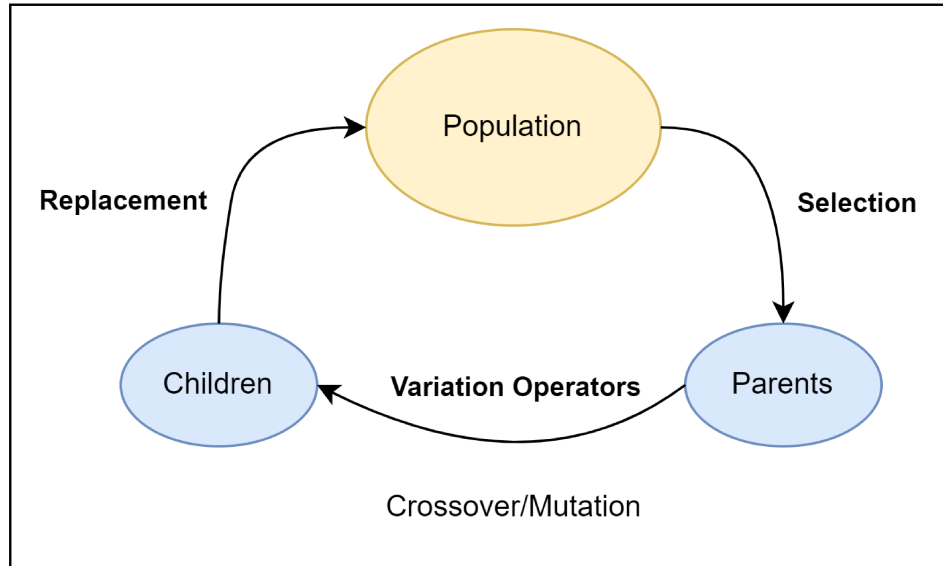 Population
Replacement
Selection
Children
Variation Operators
Parents
Crossover/Mutation